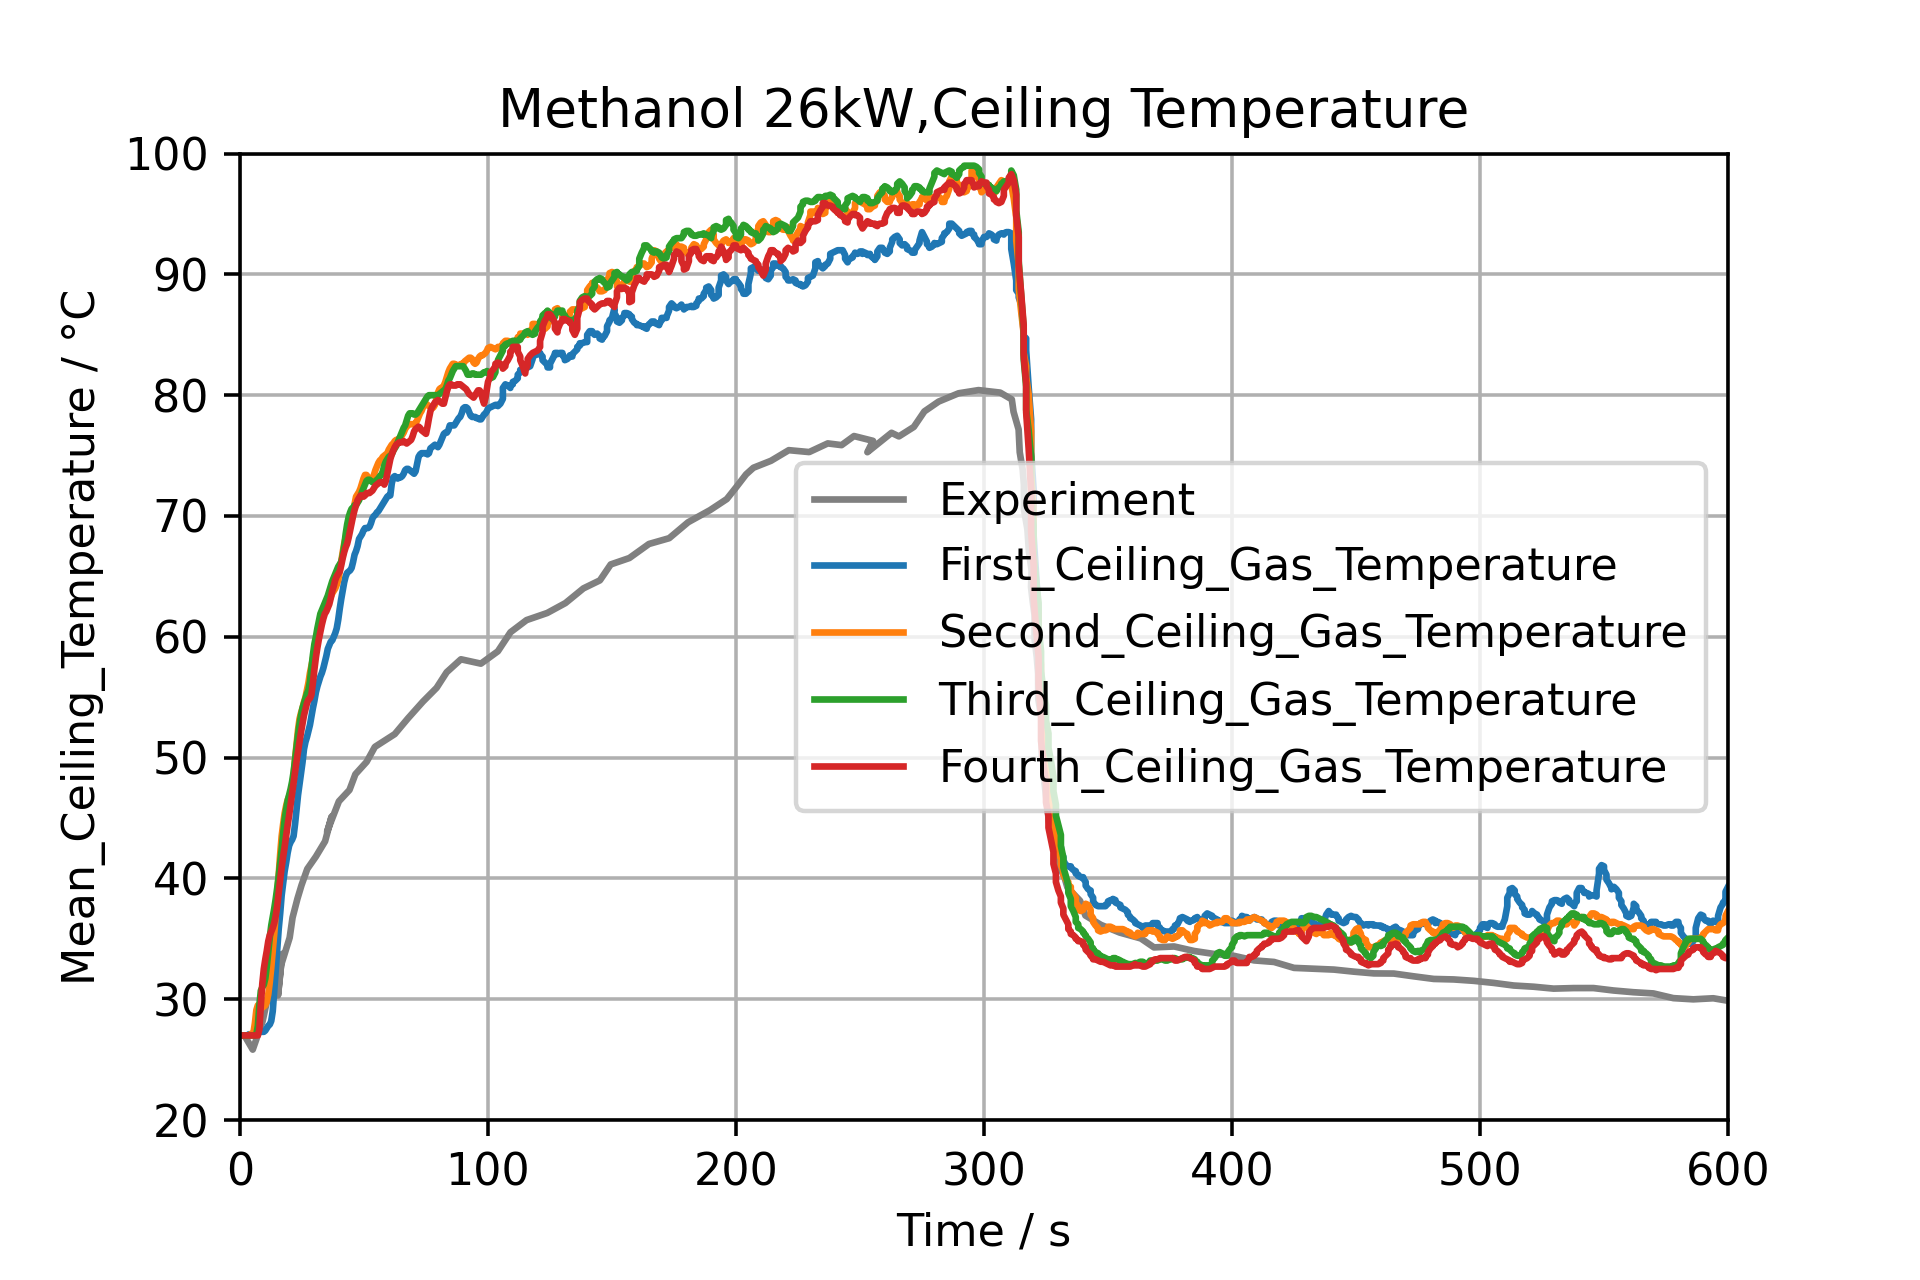 Methanol 26kW,Ceiling Temperature
Mean_Ceiling_Temperature / °C
100
90
80
70
60
50
40
30
20
Experiment
First_Ceiling_Gas_Temperature
Second_Ceiling_Gas_Temperature
Third_Ceiling_Gas_Temperature
Fourth_Ceiling_Gas_Temperature
0 100 200 300 400 500 600
Time / s